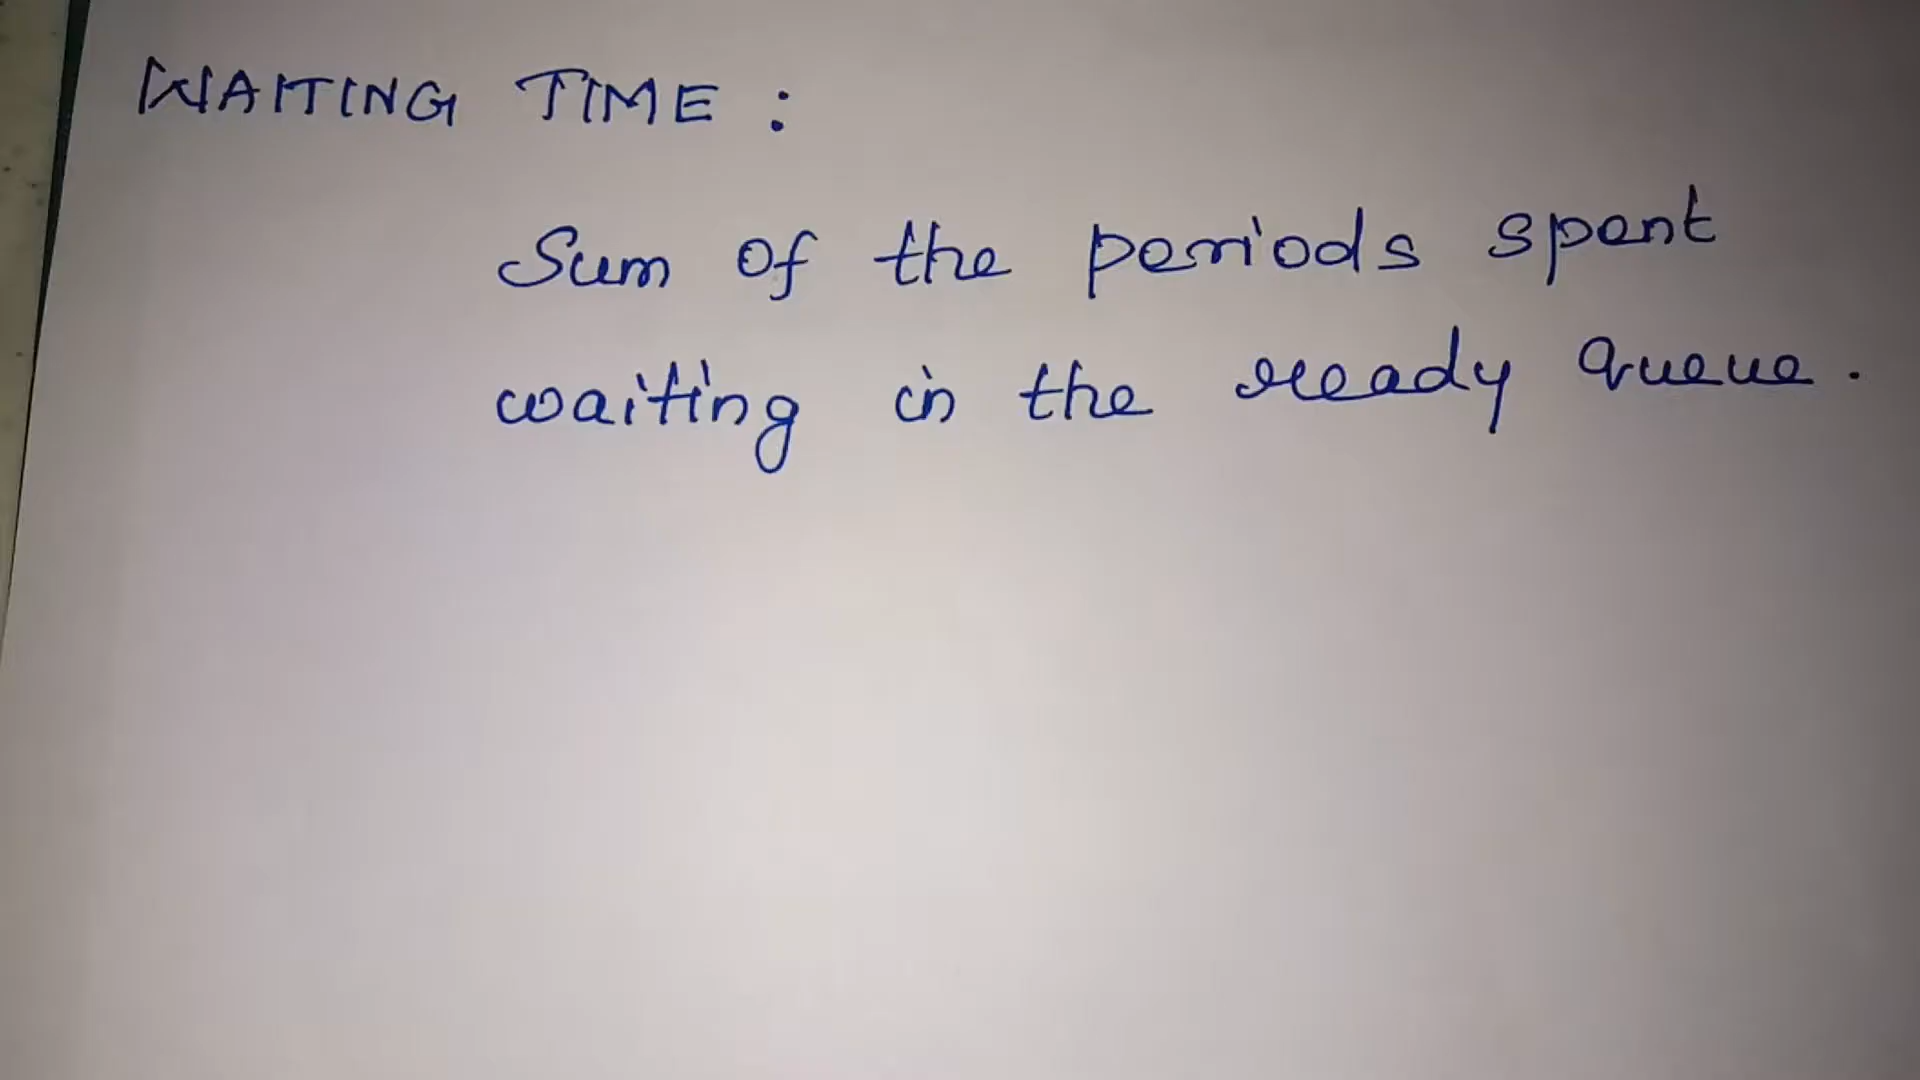 WAITING TIME :
Sum of the periods spent
waiting in the ready queue.